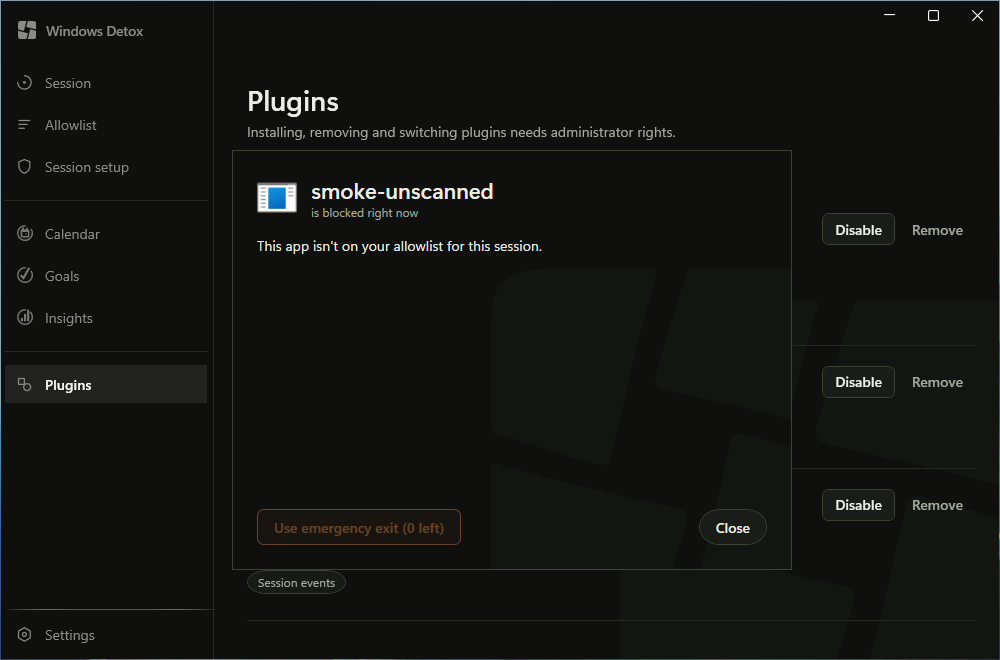 Windows Detox
Session
Allowlist
Session setup
Calendar
Goals
Insights
Plugins
Settings
Plugins
Installing, removing and switching plugins needs administrator rights.
smoke-unscanned
is blocked right now
This app isn't on your allowlist for this session.
Use emergency exit (0 left)
Close
Disable
Remove
Disable
Remove
Disable
Remove
Session events